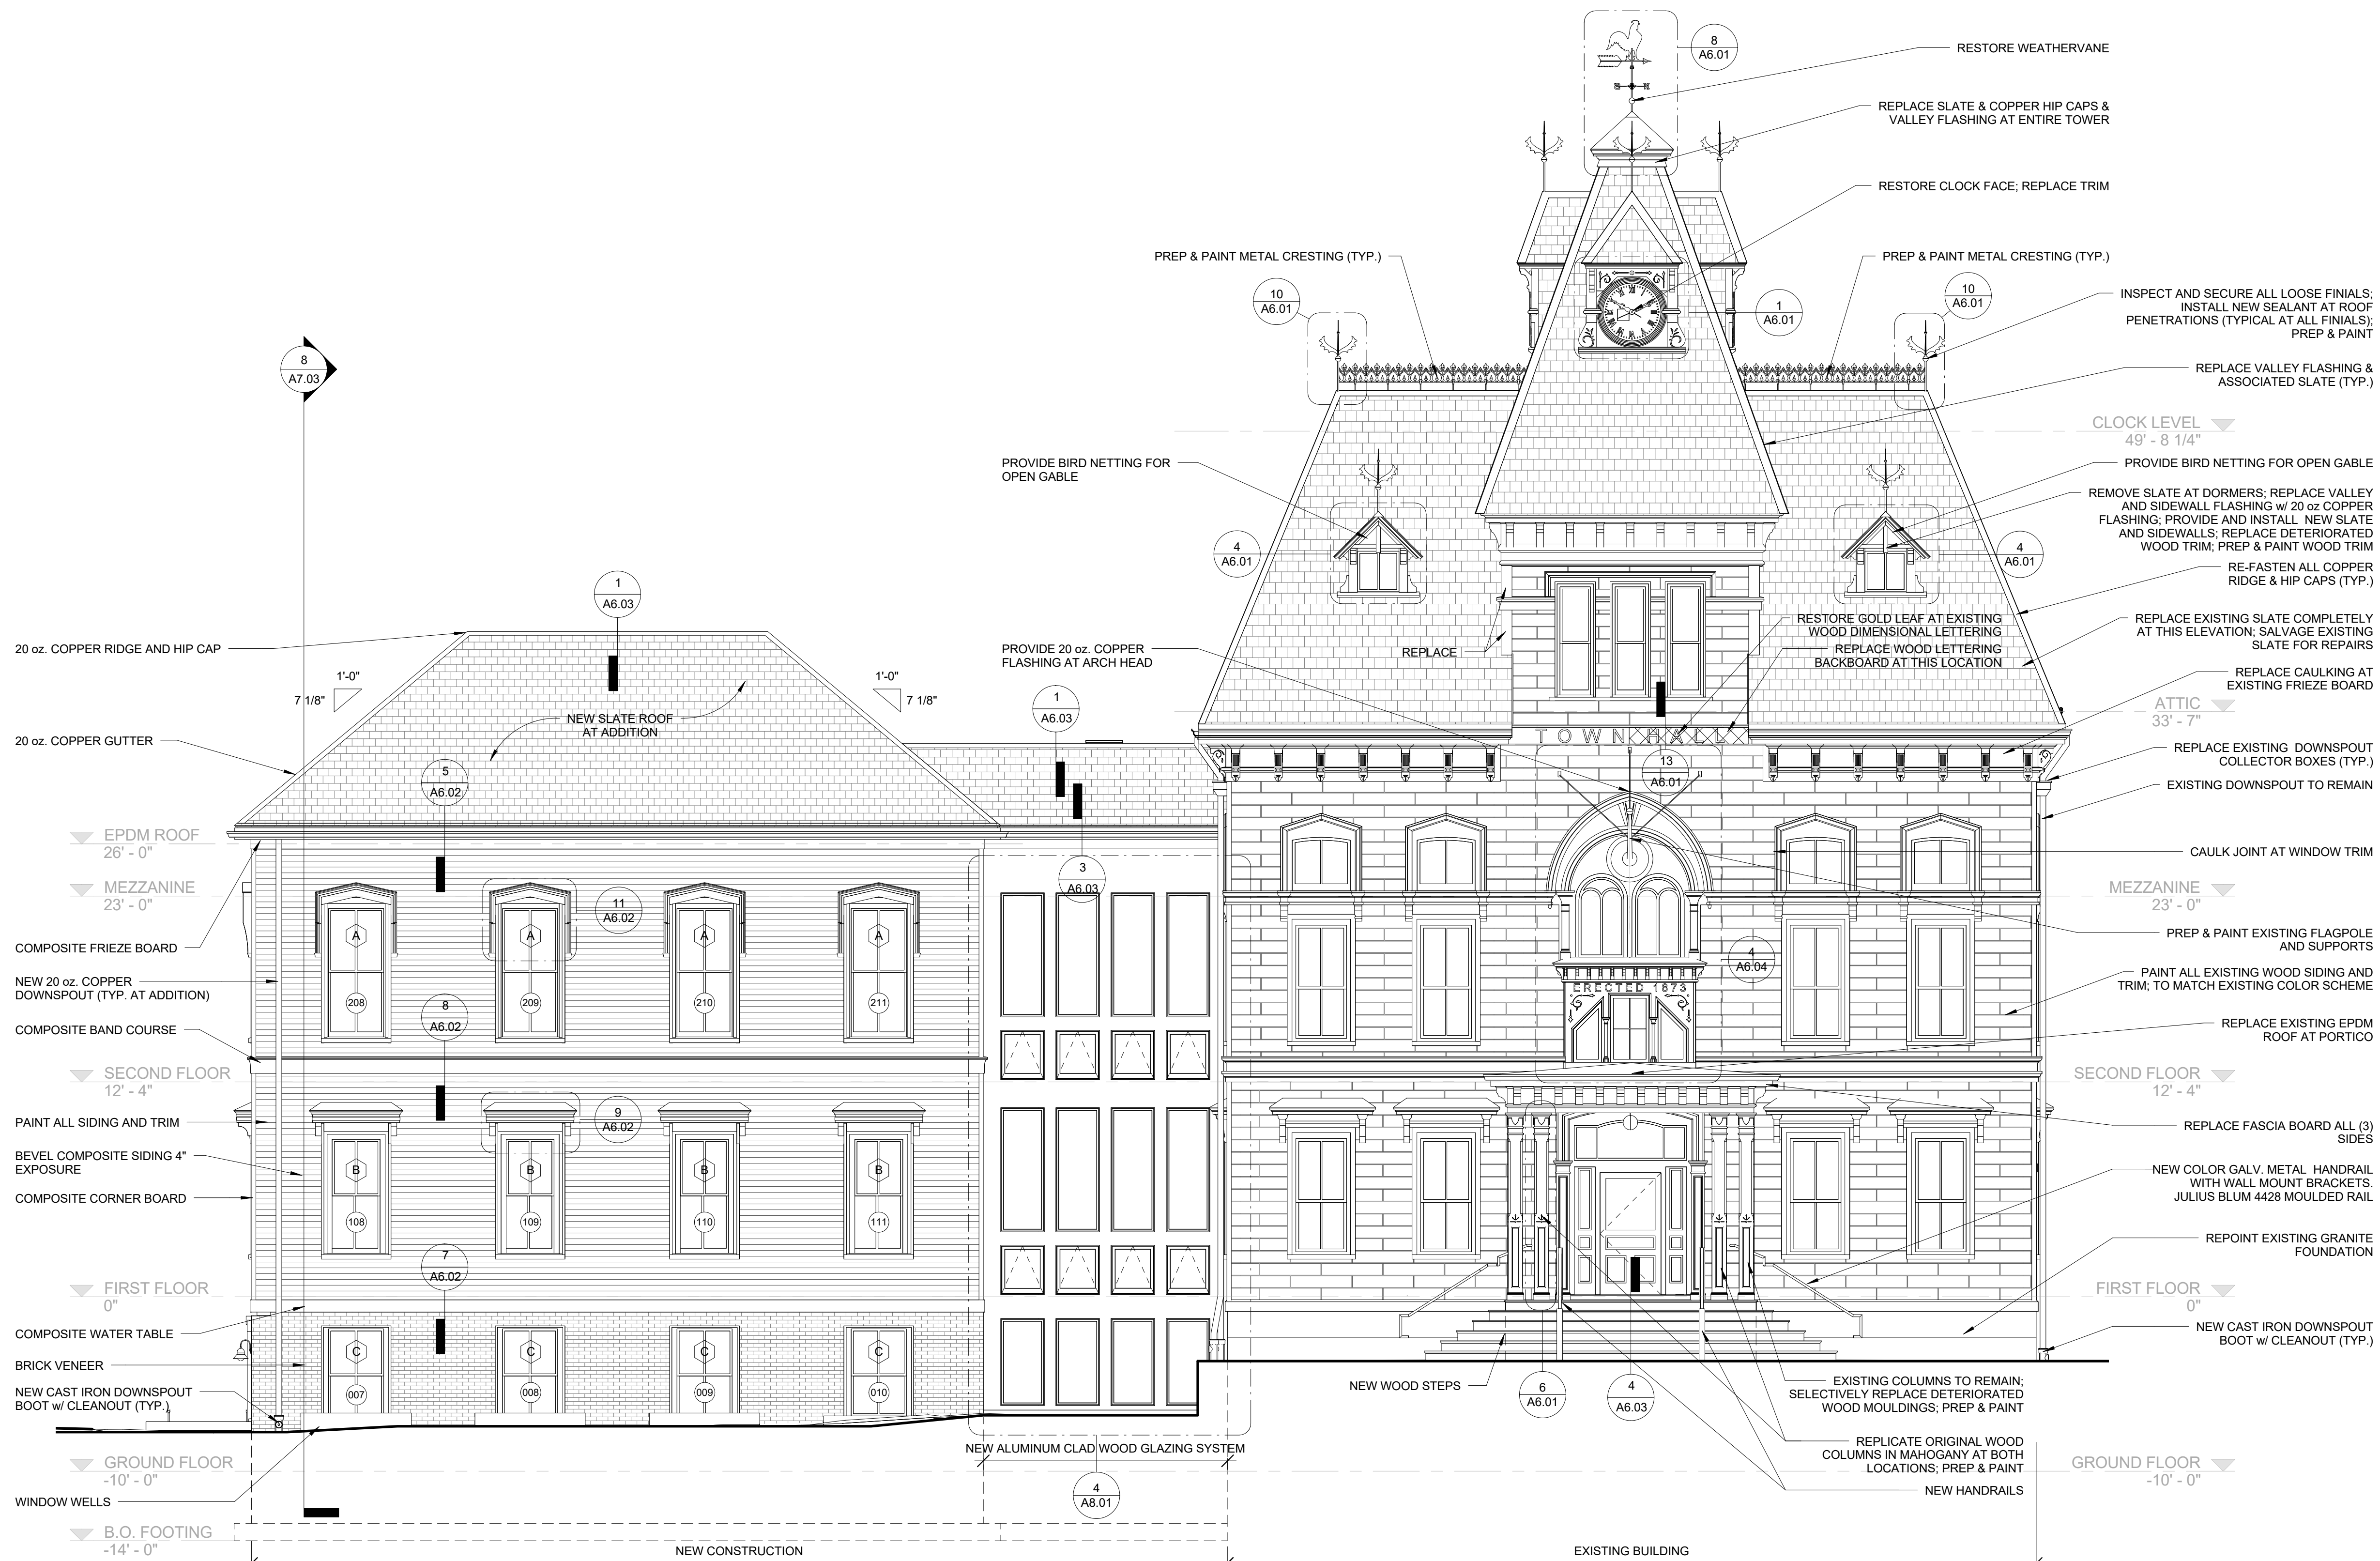 8
A6.01
RESTORE WEATHERVANE
REPLACE SLATE & COPPER HIP CAPS &
VALLEY FLASHING AT ENTIRE TOWER
RESTORE CLOCK FACE; REPLACE TRIM
PREP & PAINT METAL CRESTING (TYP.)
PREP & PAINT METAL CRESTING (TYP.)
10
A6.01
1
A6.01
10
A6.01
INSPECT AND SECURE ALL LOOSE FINIALS;
INSTALL NEW SEALANT AT ROOF
PENETRATIONS (TYPICAL AT ALL FINIALS);
PREP & PAINT
8
A7.03
REPLACE VALLEY FLASHING &
ASSOCIATED SLATE (TYP.)
CLOCK LEVEL
49' - 8 1/4"
PROVIDE BIRD NETTING FOR
OPEN GABLE
PROVIDE BIRD NETTING FOR OPEN GABLE
REMOVE SLATE AT DORMERS; REPLACE VALLEY
AND SIDEWALL FLASHING w/ 20 oz COPPER
FLASHING; PROVIDE AND INSTALL NEW SLATE
AND SIDEWALLS; REPLACE DETERIORATED
WOOD TRIM; PREP & PAINT WOOD TRIM
4
A6.01
4
A6.01
RE-FASTEN ALL COPPER
RIDGE & HIP CAPS (TYP.)
1
A6.03
20 oz. COPPER RIDGE AND HIP CAP
PROVIDE 20 oz. COPPER
FLASHING AT ARCH HEAD
REPLACE
RESTORE GOLD LEAF AT EXISTING
WOOD DIMENSIONAL LETTERING
REPLACE WOOD LETTERING
BACKBOARD AT THIS LOCATION
REPLACE EXISTING SLATE COMPLETELY
AT THIS ELEVATION; SALVAGE EXISTING
SLATE FOR REPAIRS
REPLACE CAULKING AT
EXISTING FRIEZE BOARD
1'-0"
7 1/8"
1'-0"
7 1/8"
1
A6.03
NEW SLATE ROOF
AT ADDITION
ATTIC
33' - 7"
20 oz. COPPER GUTTER
TOWN HALL
REPLACE EXISTING DOWNSPOUT
COLLECTOR BOXES (TYP.)
5
A6.02
13
A6.01
EXISTING DOWNSPOUT TO REMAIN
EPDM ROOF
26' - 0"
3
A6.03
CAULK JOINT AT WINDOW TRIM
MEZZANINE
23' - 0"
MEZZANINE
23' - 0"
11
A6.02
A
A
A
A
COMPOSITE FRIEZE BOARD
PREP & PAINT EXISTING FLAGPOLE
AND SUPPORTS
4
A6.04
NEW 20 oz. COPPER
DOWNSPOUT (TYP. AT ADDITION)
PAINT ALL EXISTING WOOD SIDING AND
TRIM; TO MATCH EXISTING COLOR SCHEME
ERECTED 1873
208
209
210
211
8
A6.02
COMPOSITE BAND COURSE
REPLACE EXISTING EPDM
ROOF AT PORTICO
SECOND FLOOR
12' - 4"
SECOND FLOOR
12' - 4"
9
A6.02
PAINT ALL SIDING AND TRIM
REPLACE FASCIA BOARD ALL (3)
SIDES
BEVEL COMPOSITE SIDING 4"
EXPOSURE
B
B
B
B
NEW COLOR GALV. METAL HANDRAIL
WITH WALL MOUNT BRACKETS.
JULIUS BLUM 4428 MOULDED RAIL
COMPOSITE CORNER BOARD
108
109
110
111
REPOINT EXISTING GRANITE
FOUNDATION
7
A6.02
FIRST FLOOR
0"
FIRST FLOOR
0"
COMPOSITE WATER TABLE
NEW CAST IRON DOWNSPOUT
BOOT w/ CLEANOUT (TYP.)
C
C
C
C
BRICK VENEER
NEW CAST IRON DOWNSPOUT
BOOT w/ CLEANOUT (TYP.)
007
008
009
010
NEW WOOD STEPS
6
A6.01
4
A6.03
EXISTING COLUMNS TO REMAIN;
SELECTIVELY REPLACE DETERIORATED
WOOD MOULDINGS; PREP & PAINT
NEW ALUMINUM CLAD WOOD GLAZING SYSTEM
REPLICATE ORIGINAL WOOD
COLUMNS IN MAHOGANY AT BOTH
LOCATIONS; PREP & PAINT
GROUND FLOOR
-10' - 0"
GROUND FLOOR
-10' - 0"
NEW HANDRAILS
WINDOW WELLS
4
A8.01
B.O. FOOTING
-14' - 0"
NEW CONSTRUCTION
EXISTING BUILDING